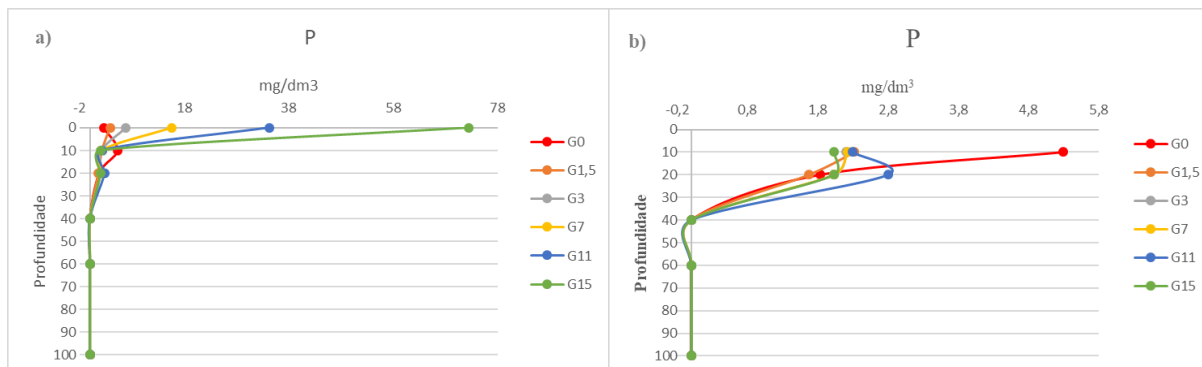 a)
P
mg/dm3
-2 18 38 58 78
0
10
20
30
40
50
60
70
80
90
100
Profundidade
G0
G1,5
G3
G7
G11
G15
b)
P
mg/dm³
-0,2 0,8 1,8 2,8 3,8 4,8 5,8
0
10
20
30
40
50
60
70
80
90
100
Profundidade
G0
G1,5
G3
G7
G11
G15